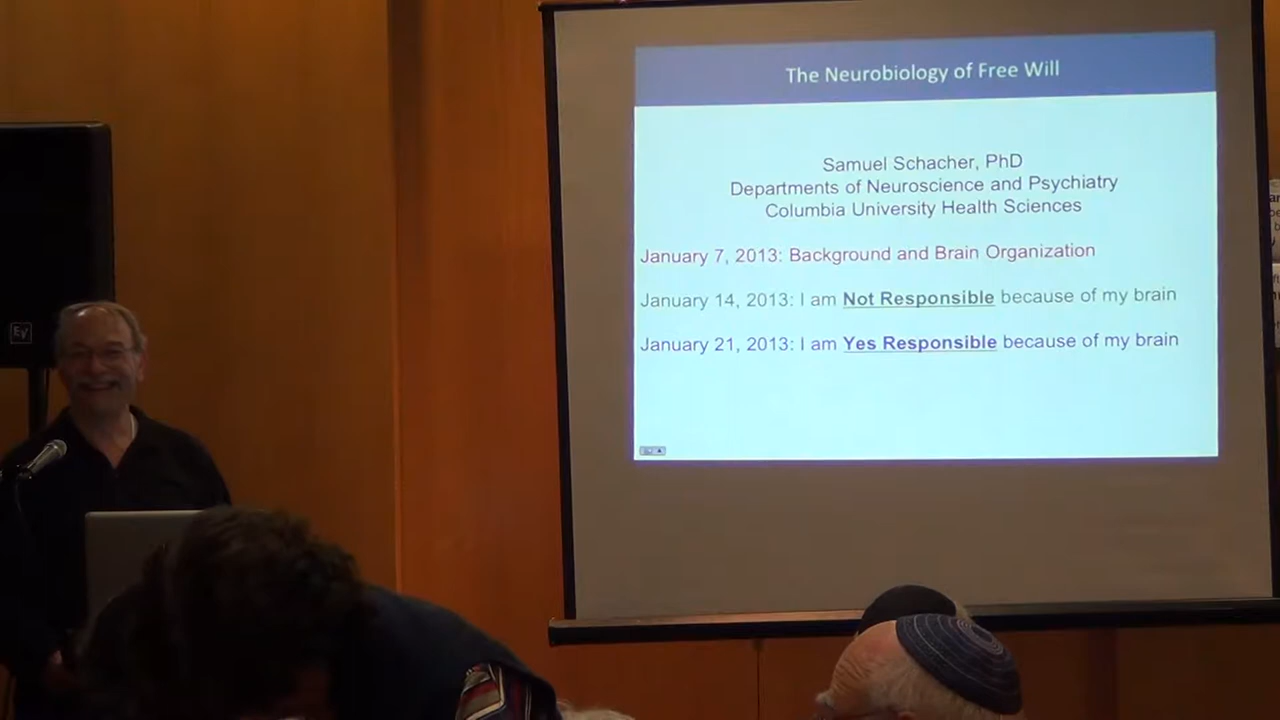 The Neurobiology of Free Will
Samuel Schacher, PhD
Departments of Neuroscience and Psychiatry
Columbia University Health Sciences
January 7, 2013: Background and Brain Organization
January 14, 2013: I am Not Responsible because of my brain
January 21, 2013: I am Yes Responsible because of my brain
EV